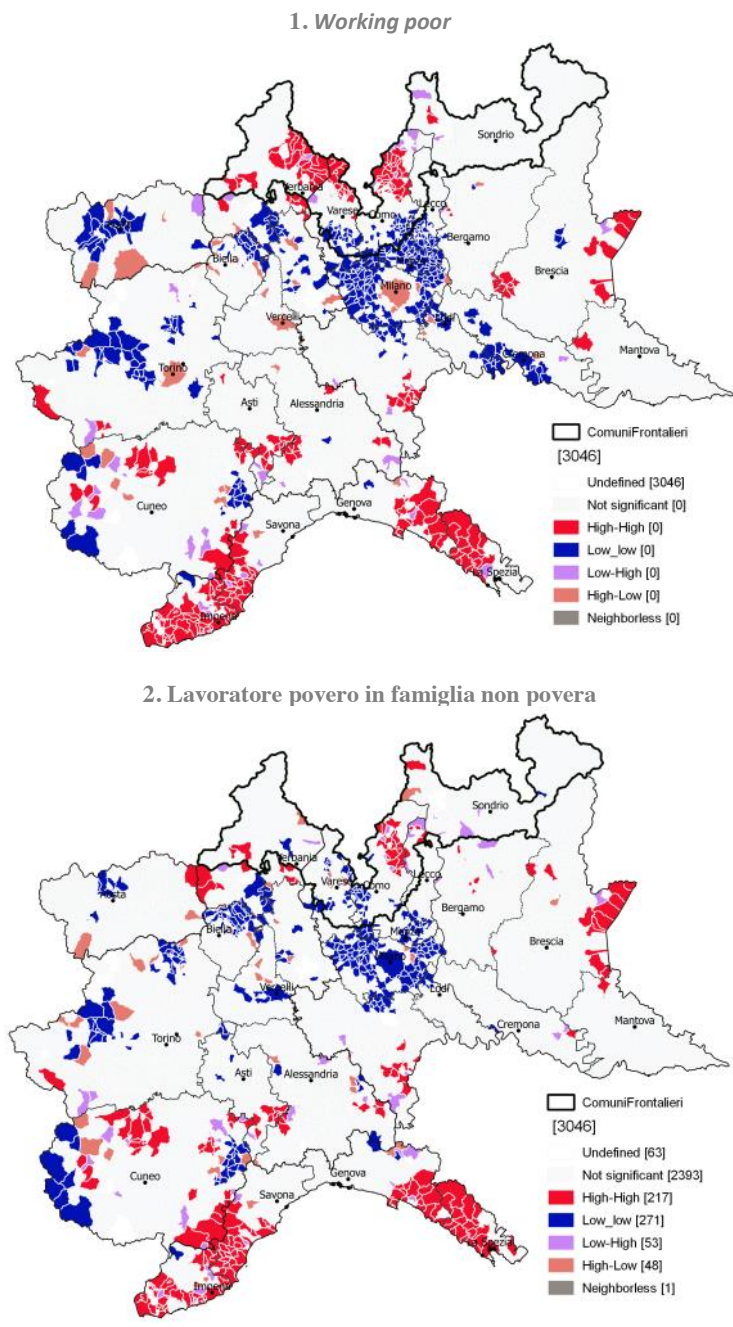 1. Working poor
Sondrio
Verbania
Varese
Como
Lecco
Bergamo
Biella
Brescia
Milano
Vercelli
Lodi
Cremona
Mantova
Torino
Asti
Alessandria
ComuniFrontalieri
[3046]
Undefined [3046]
Not significant [0]
High-High [0]
Low_low [0]
Low-High [0]
High-Low [0]
Neighborless [0]
Cuneo
Genova
Savona
La Spezia
Imperia
2. Lavoratore povero in famiglia non povera
Sondrio
Verbania
Varese
Como
Lecco
Aosta
Bergamo
Biella
Monza
Brescia
Milano
Vercelli
Lodi
Cremona
Mantova
Torino
Asti
Alessandria
ComuniFrontalieri
[3046]
Undefined [63]
Not significant [2393]
High-High [217]
Low_low [271]
Low-High [53]
High-Low [48]
Neighborless [1]
Cuneo
Genova
Savona
La Spezia
Imperia